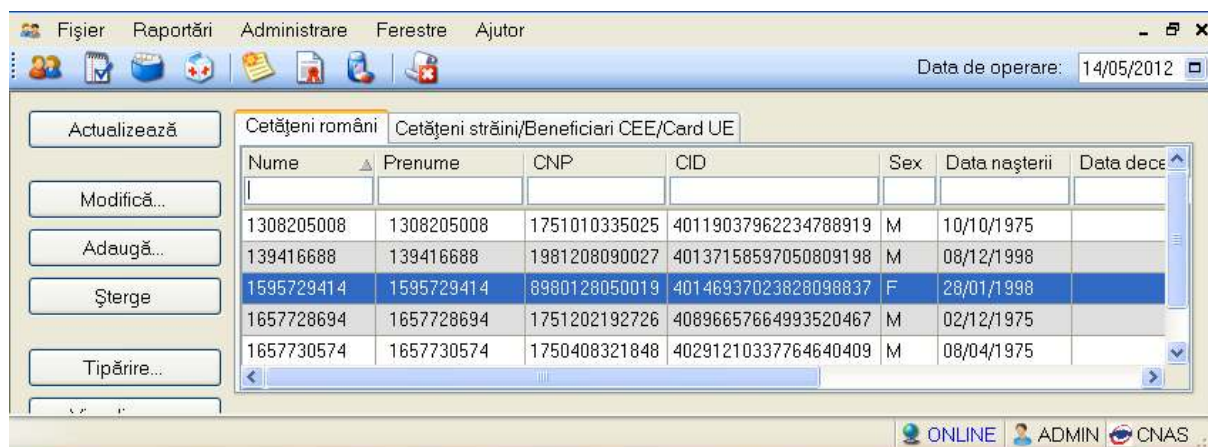 Fişier Raportări Administrare Ferestre Ajutor
Data de operare: 14/05/2012
Actualizează
Modifică...
Adaugă...
Şterge
Tipărire...
Cetăţeni români Cetăţeni străini/Beneficiari CEE/Card UE
Nume Prenume CNP CID Sex Data naşterii Data dece
1308205008 1308205008 1751010335025 40119037962234788919 M 10/10/1975
139416688 139416688 1981208090027 40137158597050809198 M 08/12/1998
1595729414 1595729414 8980128050019 40146937023828098837 F 28/01/1998
1657728694 1657728694 1751202192726 40896657664993520467 M 02/12/1975
1657730574 1657730574 1750408321848 40291210337764640409 M 08/04/1975
ONLINE ADMIN CNAS